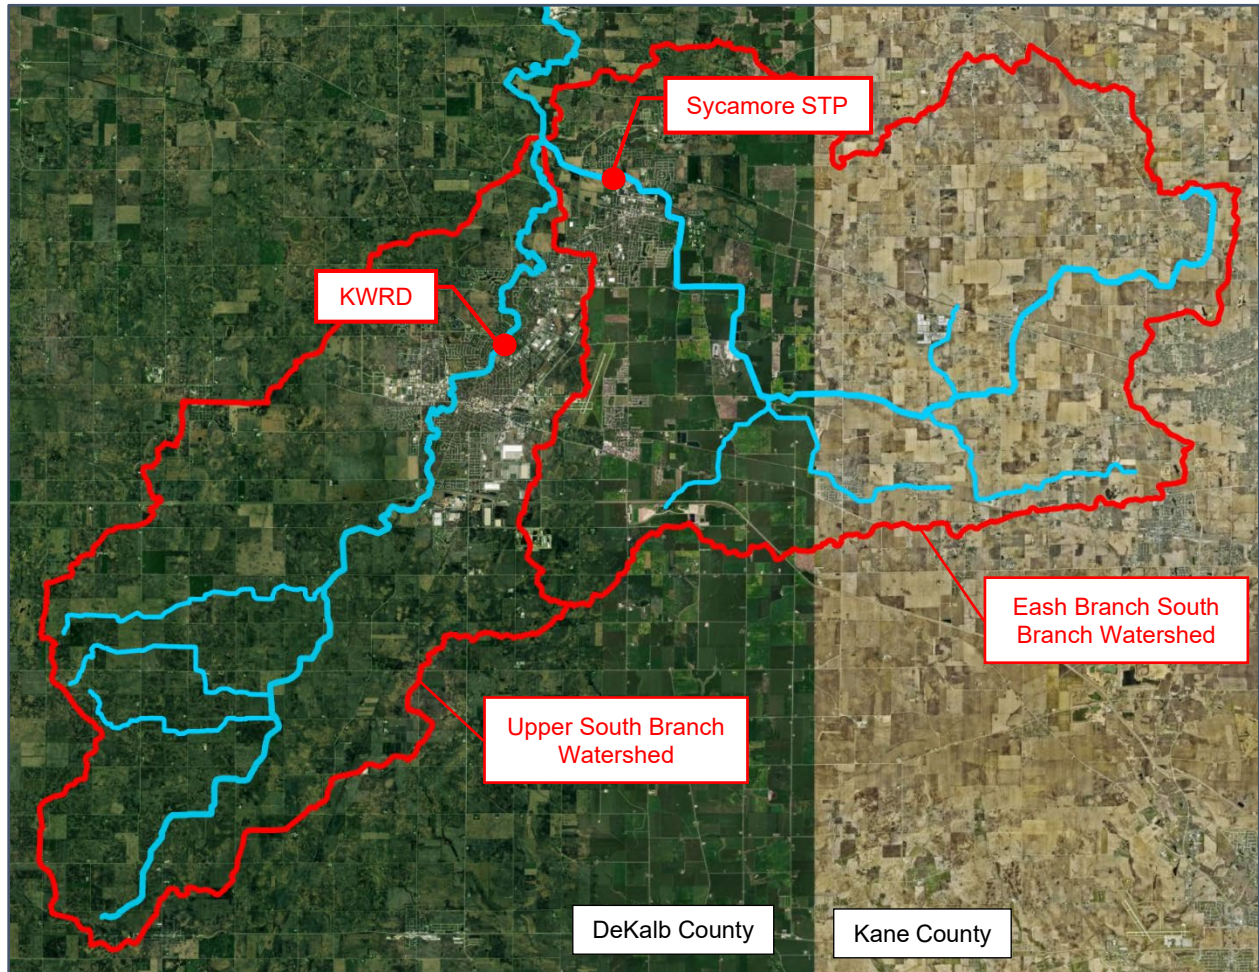 Sycamore STP
KWRD
Eash Branch South
Branch Watershed
Upper South Branch
Watershed
DeKalb County
Kane County